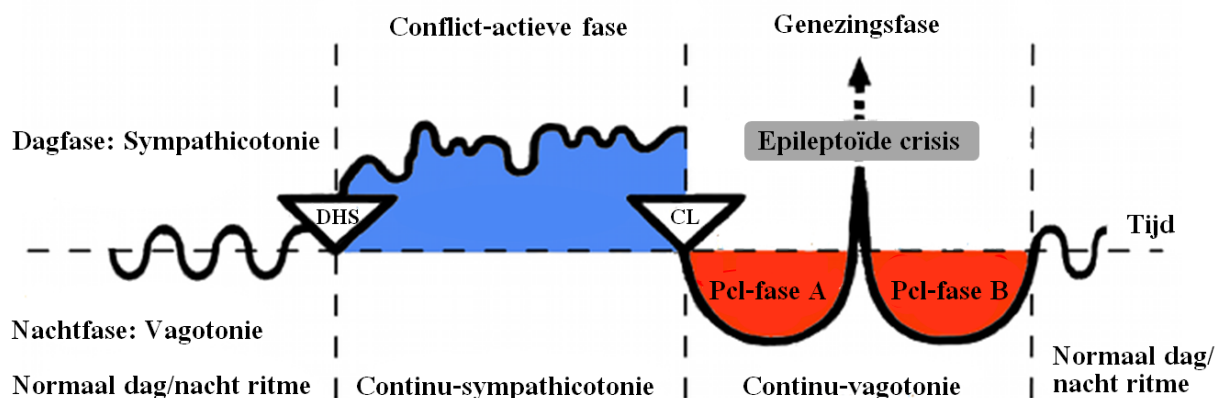 Conflict-actieve fase
Genezingsfase
Dagfase: Sympathicotonie
Epileptoïde crisis
DHS
CL
Tijd
Pcl-fase A
Pcl-fase B
Nachtfase: Vagotonie
Normaal dag/nacht ritme
Continu-sympathicotonie
Continu-vagotonie
Normaal dag/
nacht ritme